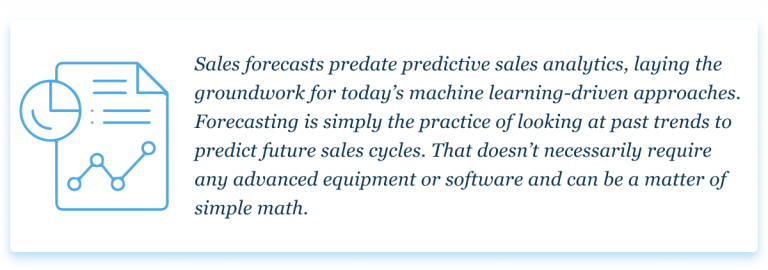 Sales forecasts predate predictive sales analytics, laying the
groundwork for today’s machine learning-driven approaches.
Forecasting is simply the practice of looking at past trends to
predict future sales cycles. That doesn’t necessarily require
any advanced equipment or software and can be a matter of
simple math.